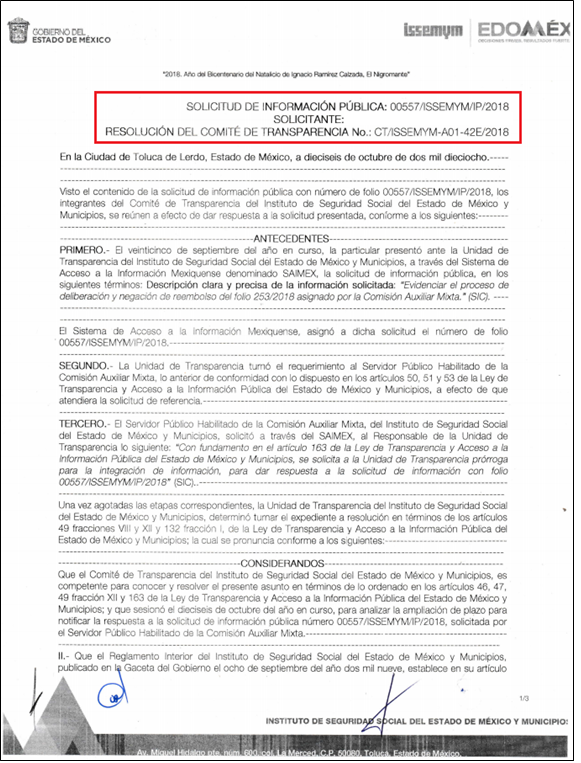 GOBIERNO DEL
ESTADO DE MÉXICO
issemym
EDOMÉX
DECISIONES FIRMES, RESULTADOS FUERTES
"2018. Año del Bicentenario del Natalicio de Ignacio Ramírez Calzada, El Nigromante"
SOLICITUD DE INFORMACIÓN PÚBLICA: 00557/ISSEMYM/IP/2018
SOLICITANTE:
RESOLUCIÓN DEL COMITÉ DE TRANSPARENCIA No.: CT/ISSEMYM-A01-42E/2018
En la Ciudad de Toluca de Lerdo, Estado de México, a dieciseis de octubre de dos mil dieciocho.-----
Visto el contenido de la solicitud de información pública con número de folio 00557/ISSEMYM/IP/2018, los
integrantes del Comité de Transparencia del Instituto de Seguridad Social del Estado de México y
Municipios, se reúnen a efecto de dar respuesta a la solicitud presentada, conforme a los siguientes:--------
ANTECEDENTES
PRIMERO.- El veinticinco de septiembre del año en curso, la particular presentó ante la Unidad de
Transparencia del Instituto de Seguridad Social del Estado de México y Municipios, a través del Sistema de
Acceso a la Información Mexiquense denominado SAIMEX, la solicitud de información pública, en los
siguientes términos: Descripción clara y precisa de la información solicitada: "Evidenciar el proceso de
deliberación y negación de reembolso del folio 253/2018 asignado por la Comisión Auxiliar Mixta." (SIC). ----
El Sistema de Acceso a la información Mexiquense, asignó a dicha solicitud el número de folio
00557/ISSEMYM/IP/2018.-----
SEGUNDO.- La Unidad de Transparencia turnó el requerimiento al Servidor Público Habilitado de la
Comisión Auxiliar Mixta, lo anterior de conformidad con lo dispuesto en los artículos 50, 51 y 53 de la Ley de
Transparencia y Acceso a la Información Pública del Estado de México y Municipios, a efecto de que
atendiera la solicitud de referencia.-----
TERCERO.- El Servidor Público Habilitado de la Comisión Auxiliar Mixta, del Instituto de Seguridad Social
del Estado de México y Municipios, solicitó a través del SAIMEX, al Responsable de la Unidad de
Transparencia lo siguiente: "Con fundamento en el artículo 163 de la Ley de Transparencia y Acceso a la
Información Pública del Estado de México y Municipios, se solicita a la Unidad de Transparencia prórroga
para la integración de información, para dar respuesta a la solicitud de información con folio
00557/ISSEMYM/IP/2018" (SIC)..-----
Una vez agotadas las etapas correspondientes, la Unidad de Transparencia del Instituto de Seguridad Social
del Estado de México y Municipios, determinó turnar el expediente a resolución en términos de los artículos
49 fracciones VIII y XII y 132 fracción I, de la Ley de Transparencia y Acceso a la Información Pública del
Estado de México y Municipios; la cual se pronuncia conforme a los siguientes:-----
CONSIDERANDOS
Que el Comité de Transparencia del Instituto de Seguridad Social del Estado de México y Municipios, es
competente para conocer y resolver el presente asunto en términos de lo ordenado en los artículos 46, 47,
49 fracción XII y 163 de la Ley de Transparencia y Acceso a la Información Pública del Estado de México y
Municipios; y que sesionó el dieciseis de octubre del año en curso, para analizar la ampliación de plazo para
notificar la respuesta a la solicitud de información pública número 00557/ISSEMYM/IP/2018, solicitada por
el Servidor Público Habilitado de la Comisión Auxiliar Mixta.-----
II.- Que el Reglamento Interior del Instituto de Seguridad Social del Estado de México y Municipios,
publicado en la Gaceta del Gobierno el ocho de septiembre del año dos mil nueve, establece en su artículo
1/3
INSTITUTO DE SEGURIDAD SOCIAL DEL ESTADO DE MÉXICO Y MUNICIPIO
Av. Miguel Hidalgo pte. núm. 600, col. La Merced, C.P. 50080, Toluca, Estado de México.